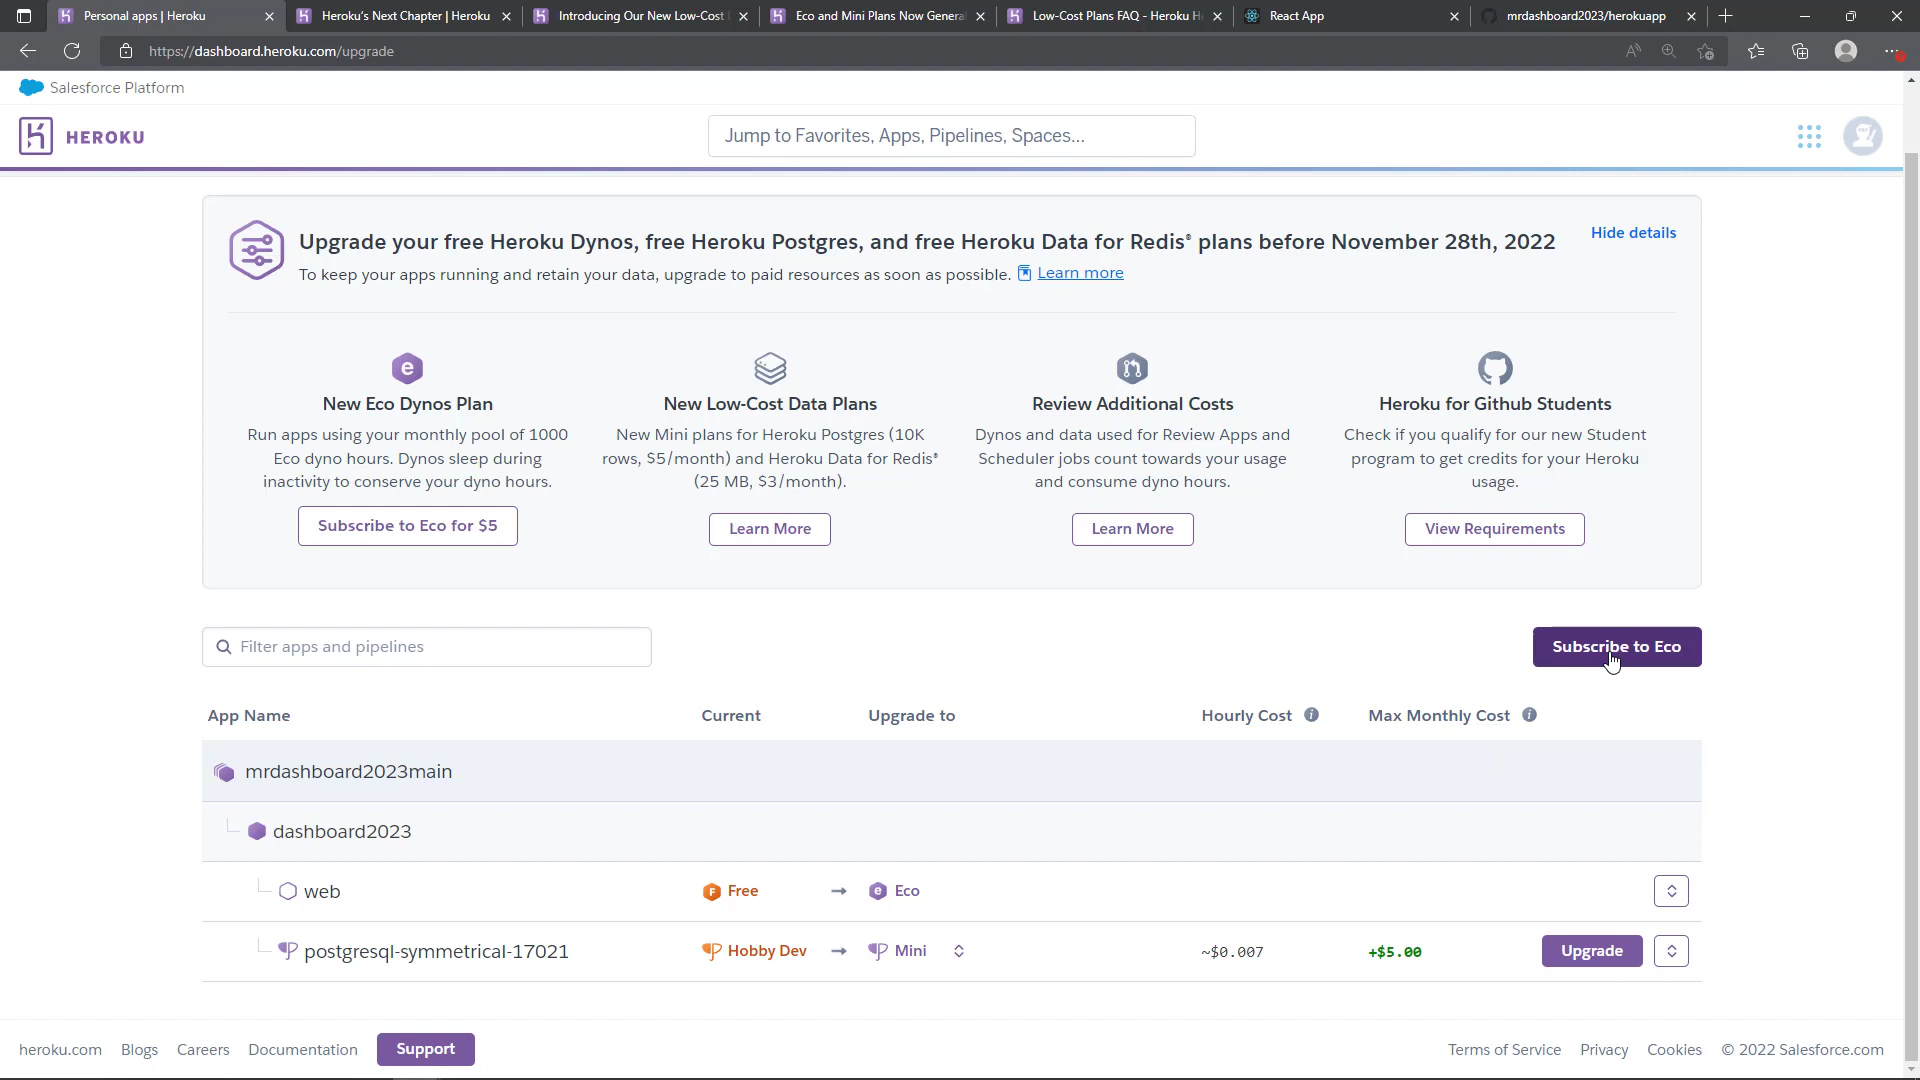 Personal apps | Heroku
Heroku's Next Chapter | Heroku
Introducing Our New Low-Cost
Eco and Mini Plans Now Genera
Low-Cost Plans FAQ - Heroku H
React App
mrdashboard2023/herokuapp
https://dashboard.heroku.com/upgrade
Salesforce Platform
HEROKU
Jump to Favorites, Apps, Pipelines, Spaces...
Upgrade your free Heroku Dynos, free Heroku Postgres, and free Heroku Data for Redis® plans before November 28th, 2022
Hide details
To keep your apps running and retain your data, upgrade to paid resources as soon as possible. Learn more
New Eco Dynos Plan
Run apps using your monthly pool of 1000
Eco dyno hours. Dynos sleep during
inactivity to conserve your dyno hours.
Subscribe to Eco for $5
New Low-Cost Data Plans
New Mini plans for Heroku Postgres (10K
rows, $5/month) and Heroku Data for Redis®
(25 MB, $3/month).
Learn More
Review Additional Costs
Dynos and data used for Review Apps and
Scheduler jobs count towards your usage
and consume dyno hours.
Learn More
Heroku for Github Students
Check if you qualify for our new Student
program to get credits for your Heroku
usage.
View Requirements
Filter apps and pipelines
Subscribe to Eco
App Name Current Upgrade to Hourly Cost Max Monthly Cost
mrdashboard2023main
dashboard2023
web Free → Eco
postgresql-symmetrical-17021 Hobby Dev → Mini ~$0.007 +$5.00 Upgrade
heroku.com Blogs Careers Documentation Support Terms of Service Privacy Cookies © 2022 Salesforce.com